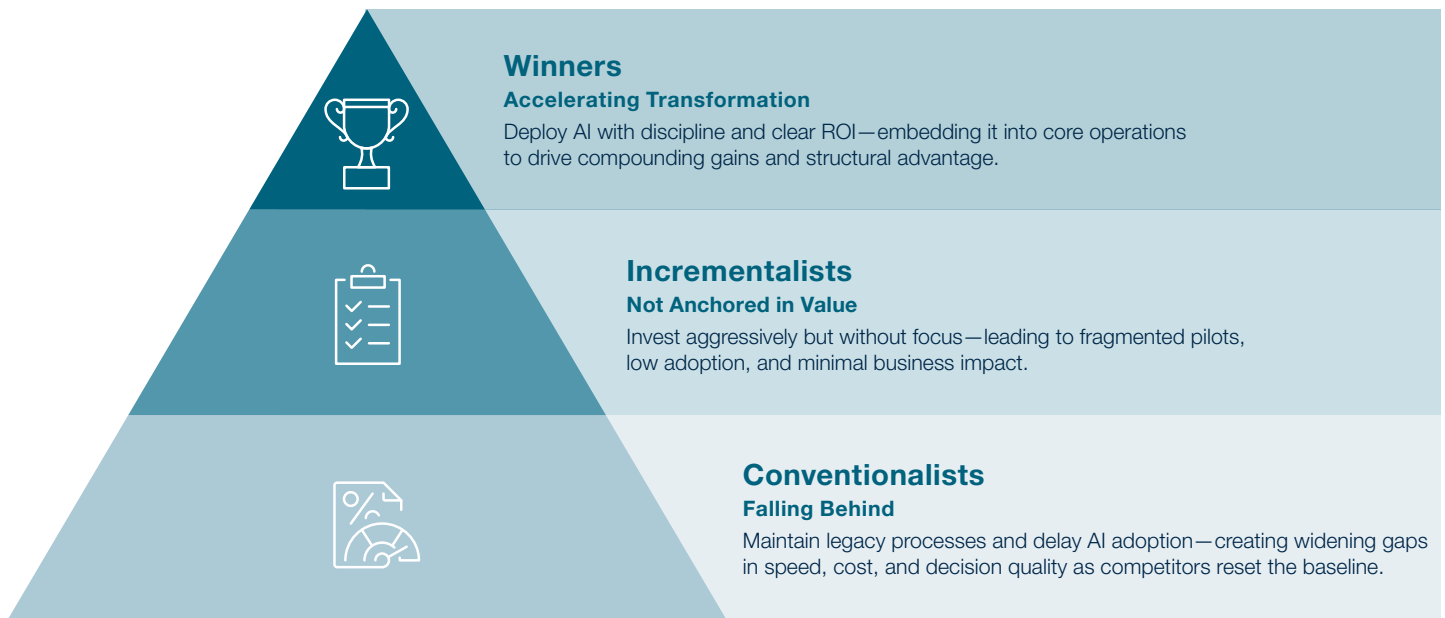 Winners
Accelerating Transformation
Deploy AI with discipline and clear ROI—embedding it into core operations
to drive compounding gains and structural advantage.
Incrementalists
Not Anchored in Value
Invest aggressively but without focus—leading to fragmented pilots,
low adoption, and minimal business impact.
Conventionalists
Falling Behind
Maintain legacy processes and delay AI adoption—creating widening gaps
in speed, cost, and decision quality as competitors reset the baseline.